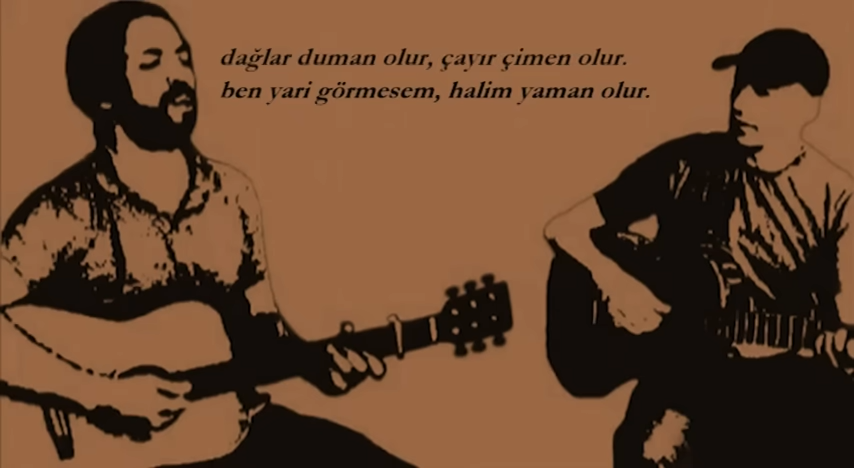 dağlar duman olur, çayır çimen olur.
ben yari görmesem, halim yaman olur.